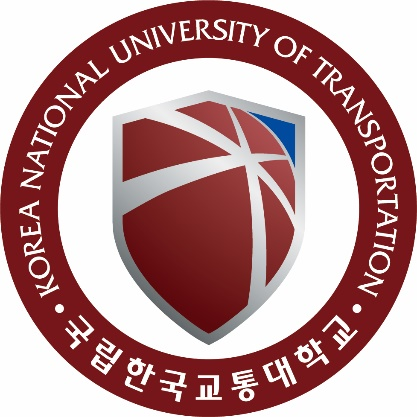 KOREA NATIONAL UNIVERSITY OF TRANSPORTATION
국립한국교통대학교